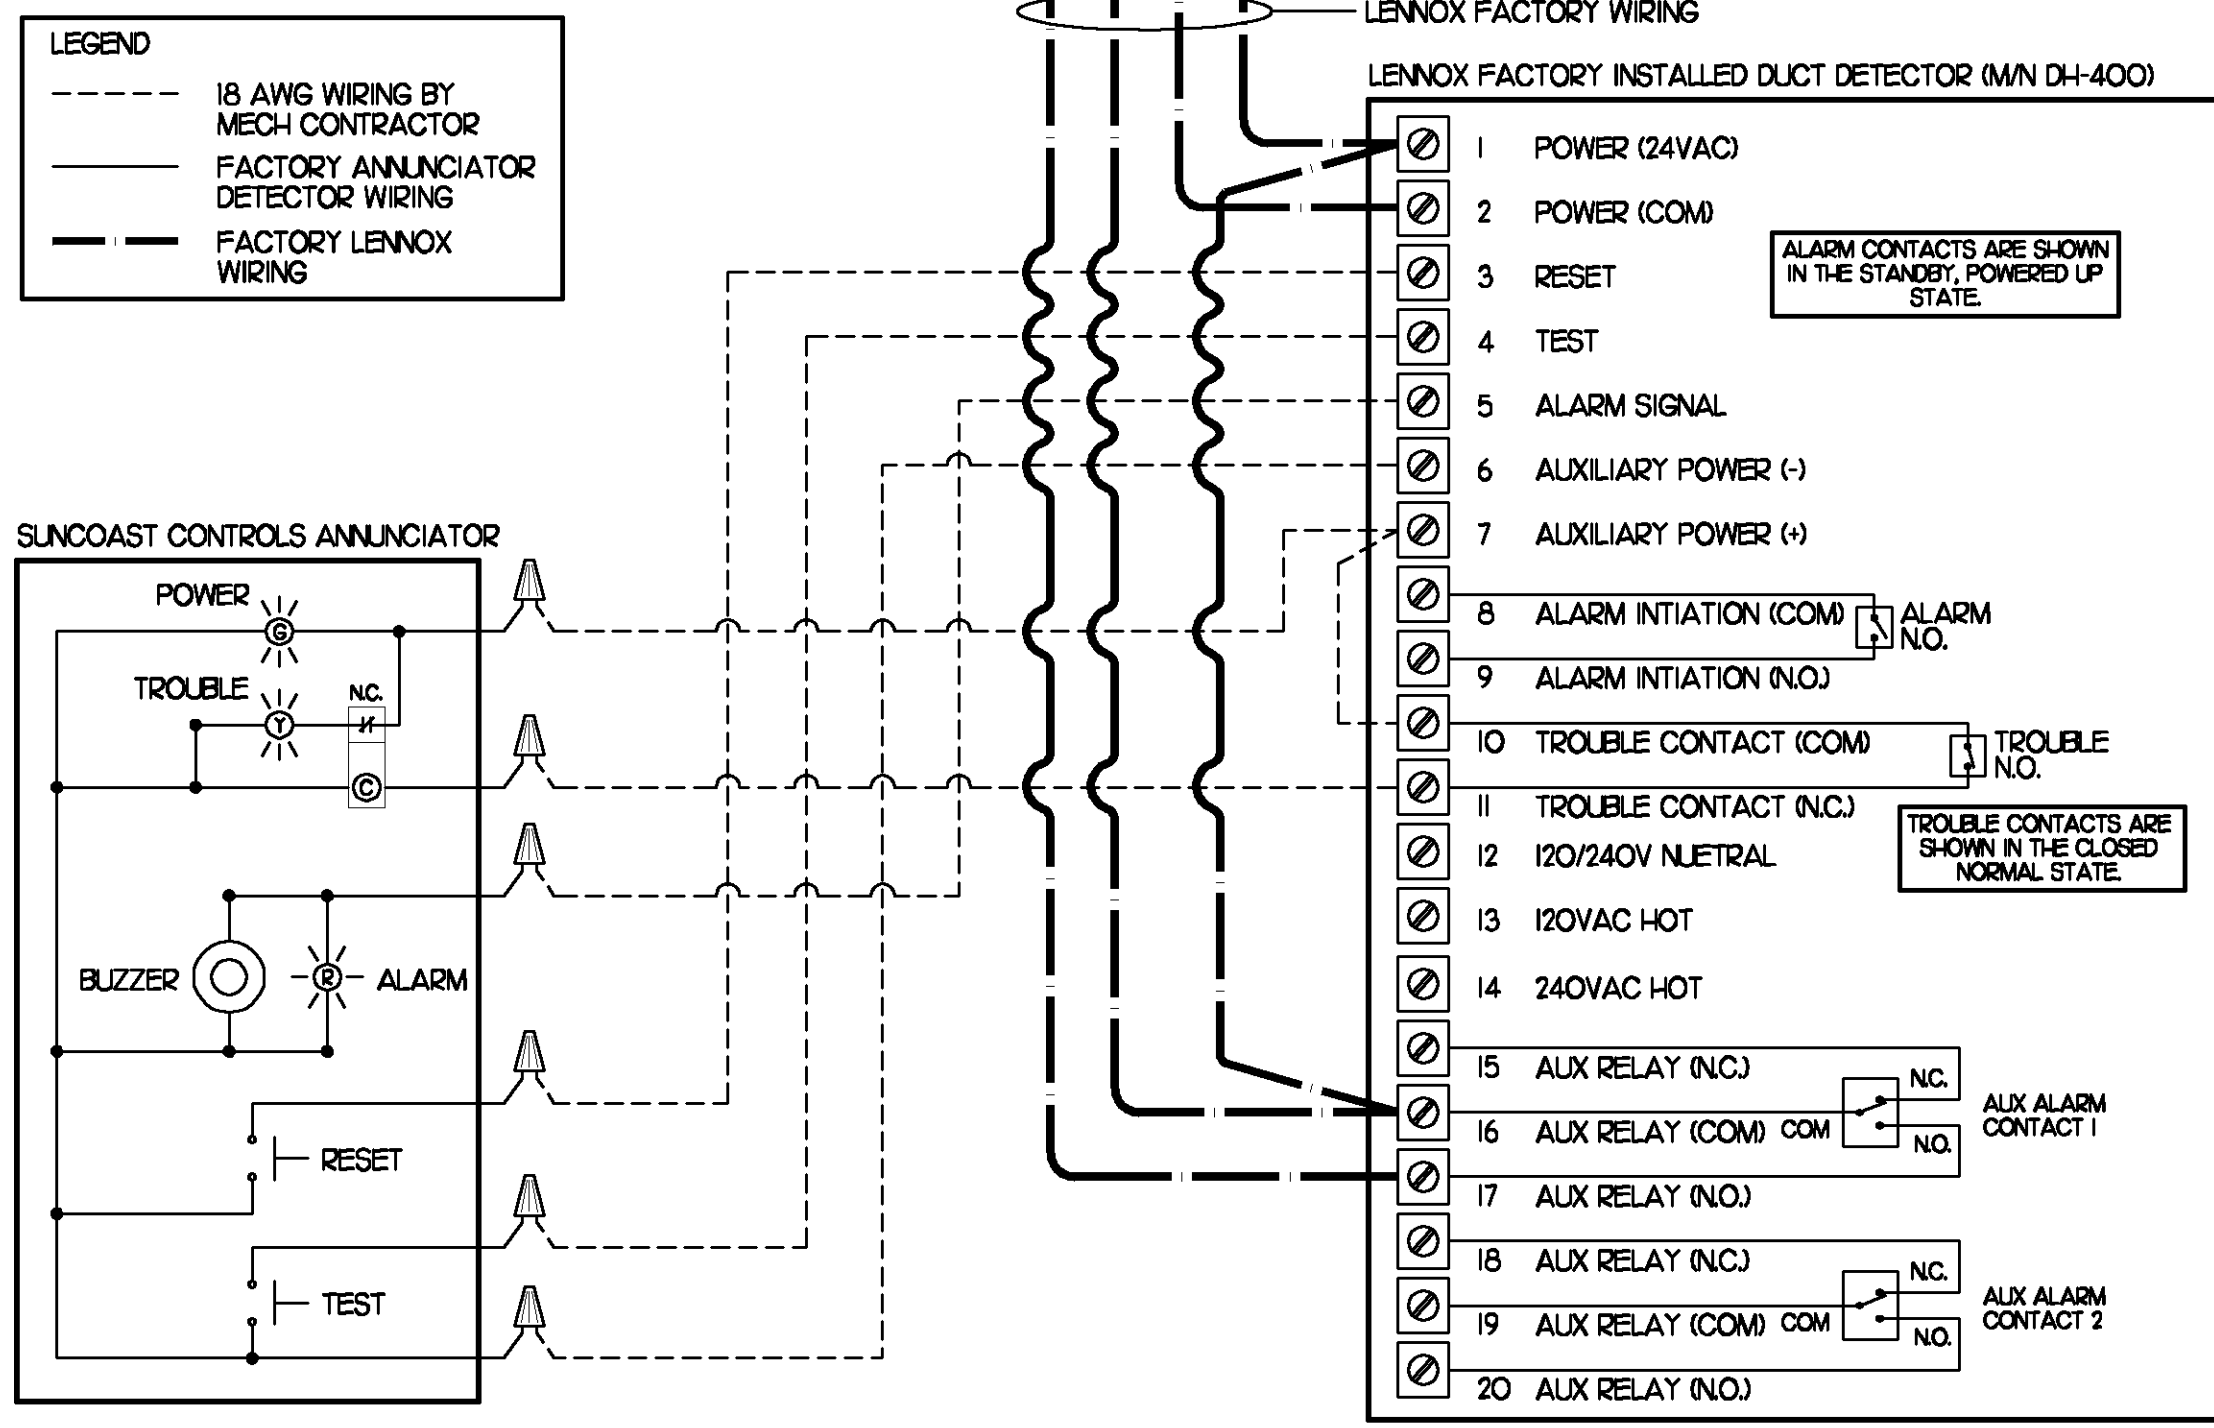 LENNOX FACTORY WIRING
LEGEND
18 AWG WIRING BY
MECH CONTRACTOR
FACTORY ANNUNCIATOR
DETECTOR WIRING
FACTORY LENNOX
WIRING
LENNOX FACTORY INSTALLED DUCT DETECTOR (M/N DH-400)
1 POWER (24VAC)
2 POWER (COM)
3 RESET
4 TEST
5 ALARM SIGNAL
6 AUXILIARY POWER (-)
7 AUXILIARY POWER (+)
8 ALARM INTIATION (COM)
9 ALARM INTIATION (N.O.)
10 TROUBLE CONTACT (COM)
11 TROUBLE CONTACT (N.C.)
12 120/240V NUETRAL
13 120VAC HOT
14 240VAC HOT
15 AUX RELAY (N.C.)
16 AUX RELAY (COM)
17 AUX RELAY (N.O.)
18 AUX RELAY (N.C.)
19 AUX RELAY (COM)
20 AUX RELAY (N.O.)
ALARM CONTACTS ARE SHOWN
IN THE STANDBY, POWERED UP
STATE.
ALARM
N.O.
TROUBLE
N.O.
TROUBLE CONTACTS ARE
SHOWN IN THE CLOSED
NORMAL STATE.
N.C.
COM
N.O.
AUX ALARM
CONTACT 1
N.C.
COM
N.O.
AUX ALARM
CONTACT 2
SUNCOAST CONTROLS ANNUNCIATOR
POWER
G
TROUBLE
Y
N.C.
C
BUZZER
R
ALARM
RESET
TEST